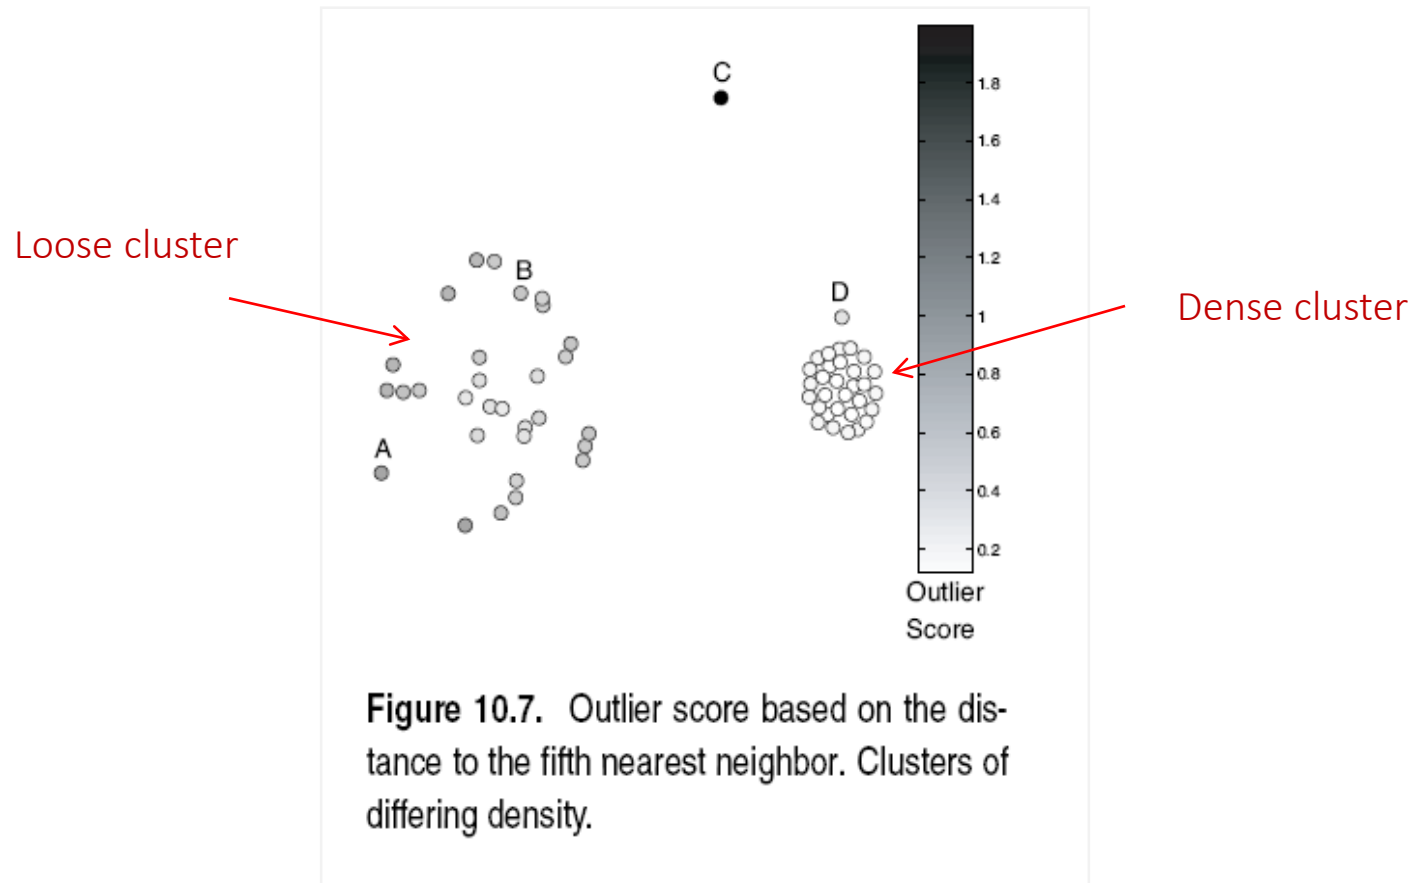 C
1.8
1.6
1.4
1.2
1
0.8
0.6
0.4
0.2
Outlier
Score
Loose cluster
B
D
Dense cluster
A
Figure 10.7. Outlier score based on the dis-
tance to the fifth nearest neighbor. Clusters of
differing density.